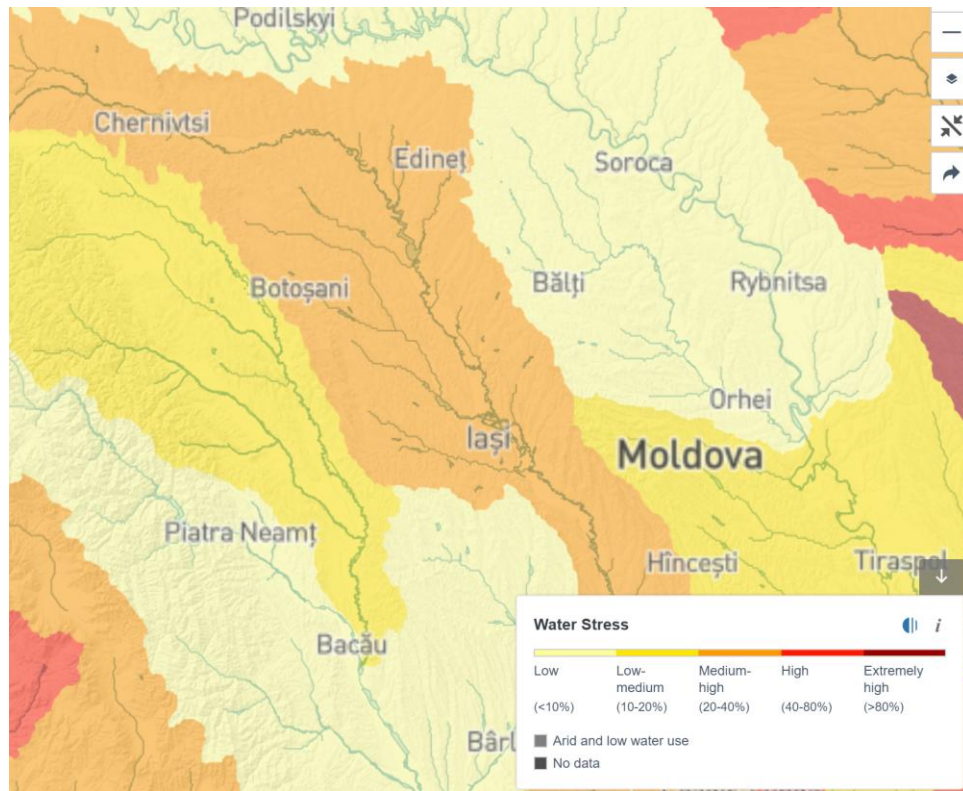 Podilskyi
Chernivtsi
Edineț
Soroca
Botoșani
Bălți
Rybnitsa
Orhei
Iași
Moldova
Piatra Neamț
Hîncești
Tiraspol
Bacău
Water Stress
i
Low
Low-
medium
Medium-
high
High
Extremely
high
(<10%)
(10-20%)
(20-40%)
(40-80%)
(>80%)
Bârl
Arid and low water use
No data